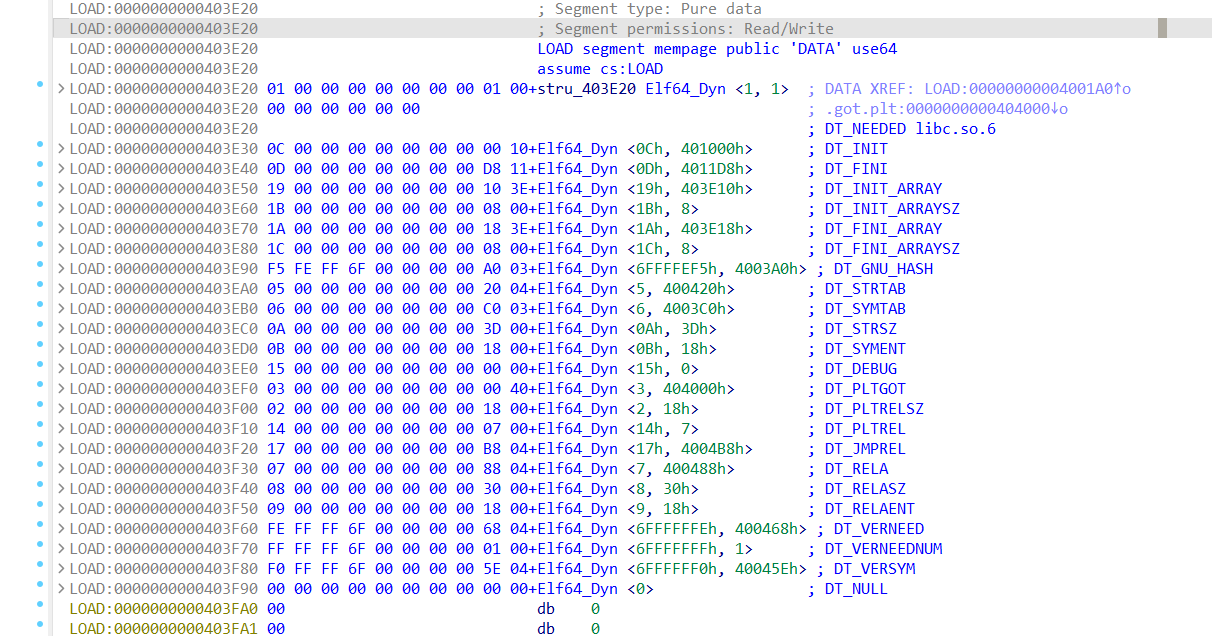 LOAD:0000000000403E20 ; Segment type: Pure data
LOAD:0000000000403E20 ; Segment permissions: Read/Write
LOAD:0000000000403E20 LOAD segment mempage public 'DATA' use64
LOAD:0000000000403E20 assume cs:LOAD
LOAD:0000000000403E20 01 00 00 00 00 00 00 00 01 00+stru_403E20 Elf64_Dyn <1, 1> ; DATA XREF: LOAD:00000000004001A0↑o
LOAD:0000000000403E20 00 00 00 00 00 00 ; .got.plt:0000000000404000↓o
LOAD:0000000000403E20 ; DT_NEEDED libc.so.6
LOAD:0000000000403E30 0C 00 00 00 00 00 00 00 00 10+Elf64_Dyn <0Ch, 401000h> ; DT_INIT
LOAD:0000000000403E40 0D 00 00 00 00 00 00 00 D8 11+Elf64_Dyn <0Dh, 4011D8h> ; DT_FINI
LOAD:0000000000403E50 19 00 00 00 00 00 00 00 10 3E+Elf64_Dyn <19h, 403E10h> ; DT_INIT_ARRAY
LOAD:0000000000403E60 1B 00 00 00 00 00 00 00 08 00+Elf64_Dyn <1Bh, 8> ; DT_INIT_ARRAYSZ
LOAD:0000000000403E70 1A 00 00 00 00 00 00 00 18 3E+Elf64_Dyn <1Ah, 403E18h> ; DT_FINI_ARRAY
LOAD:0000000000403E80 1C 00 00 00 00 00 00 00 08 00+Elf64_Dyn <1Ch, 8> ; DT_FINI_ARRAYSZ
LOAD:0000000000403E90 F5 FE FF 6F 00 00 00 00 A0 03+Elf64_Dyn <6FFFFEF5h, 4003A0h> ; DT_GNU_HASH
LOAD:0000000000403EA0 05 00 00 00 00 00 00 00 20 04+Elf64_Dyn <5, 400420h> ; DT_STRTAB
LOAD:0000000000403EB0 06 00 00 00 00 00 00 00 C0 03+Elf64_Dyn <6, 4003C0h> ; DT_SYMTAB
LOAD:0000000000403EC0 0A 00 00 00 00 00 00 00 3D 00+Elf64_Dyn <0Ah, 3Dh> ; DT_STRSZ
LOAD:0000000000403ED0 0B 00 00 00 00 00 00 00 18 00+Elf64_Dyn <0Bh, 18h> ; DT_SYMENT
LOAD:0000000000403EE0 15 00 00 00 00 00 00 00 00 00+Elf64_Dyn <15h, 0> ; DT_DEBUG
LOAD:0000000000403EF0 03 00 00 00 00 00 00 00 00 40+Elf64_Dyn <3, 404000h> ; DT_PLTGOT
LOAD:0000000000403F00 02 00 00 00 00 00 00 00 18 00+Elf64_Dyn <2, 18h> ; DT_PLTRELSZ
LOAD:0000000000403F10 14 00 00 00 00 00 00 00 07 00+Elf64_Dyn <14h, 7> ; DT_PLTREL
LOAD:0000000000403F20 17 00 00 00 00 00 00 00 B8 04+Elf64_Dyn <17h, 4004B8h> ; DT_JMPREL
LOAD:0000000000403F30 07 00 00 00 00 00 00 00 88 04+Elf64_Dyn <7, 400488h> ; DT_RELA
LOAD:0000000000403F40 08 00 00 00 00 00 00 00 30 00+Elf64_Dyn <8, 30h> ; DT_RELASZ
LOAD:0000000000403F50 09 00 00 00 00 00 00 00 18 00+Elf64_Dyn <9, 18h> ; DT_RELAENT
LOAD:0000000000403F60 FE FF FF 6F 00 00 00 00 68 04+Elf64_Dyn <6FFFFFFEh, 400468h> ; DT_VERNEED
LOAD:0000000000403F70 FF FF FF 6F 00 00 00 00 01 00+Elf64_Dyn <6FFFFFFFh, 1> ; DT_VERNEEDNUM
LOAD:0000000000403F80 F0 FF FF 6F 00 00 00 00 5E 04+Elf64_Dyn <6FFFFFF0h, 40045Eh> ; DT_VERSYM
LOAD:0000000000403F90 00 00 00 00 00 00 00 00 00 00+Elf64_Dyn <0> ; DT_NULL
LOAD:0000000000403FA0 00 db 0
LOAD:0000000000403FA1 00 db 0